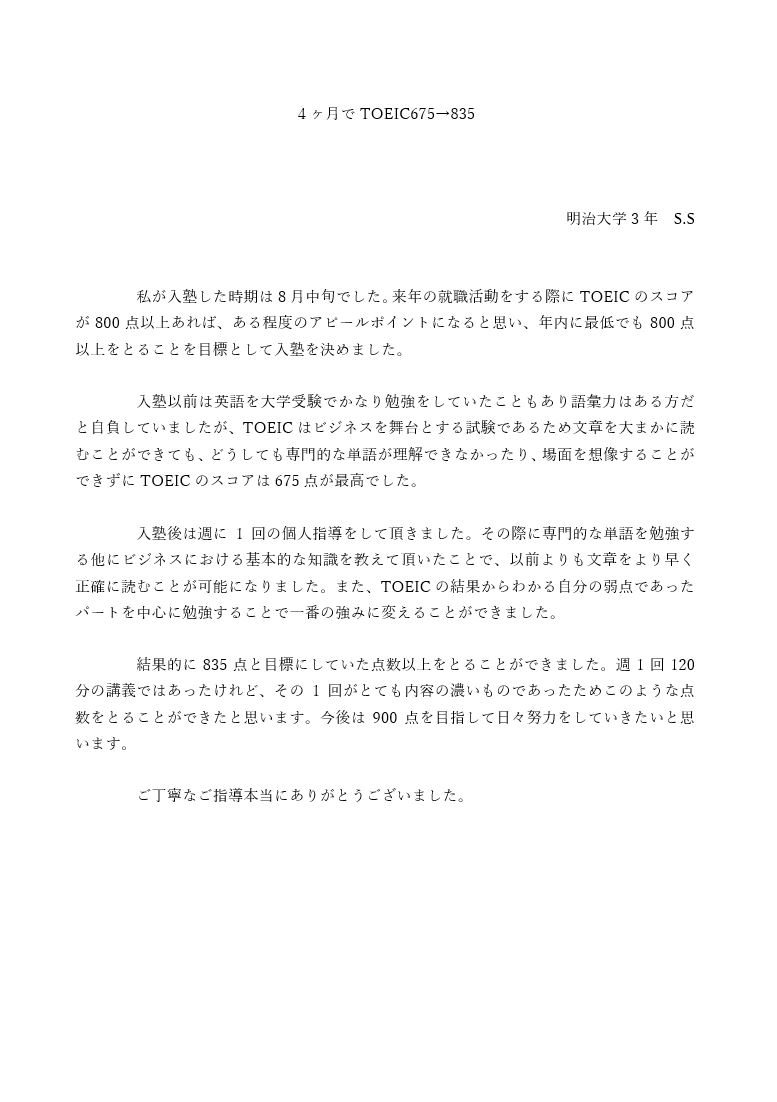 4ヶ月で TOEIC675→835
明治大学 3 年　S.S
私が入塾した時期は 8 月中旬でした。来年の就職活動をする際に TOEIC のスコア
が 800 点以上あれば、ある程度のアピールポイントになると思い、年内に最低でも 800 点
以上をとることを目標として入塾を決めました。
入塾以前は英語を大学受験でかなり勉強をしていたこともあり語彙力はある方だ
と自負していましたが、TOEIC はビジネスを舞台とする試験であるため文章を大まかに読
むことができても、どうしても専門的な単語が理解できなかったり、場面を想像することが
できずに TOEIC のスコアは 675 点が最高でした。
入塾後は週に 1 回の個人指導をして頂きました。その際に専門的な単語を勉強す
る他にビジネスにおける基本的な知識を教えて頂いたことで、以前よりも文章をより早く
正確に読むことが可能になりました。また、TOEIC の結果からわかる自分の弱点であった
パートを中心に勉強することで一番の強みに変えることができました。
結果的に 835 点と目標にしていた点数以上をとることができました。週 1 回 120
分の講義ではあったけれど、その 1 回がとても内容の濃いものであったためこのような点
数をとることができたと思います。今後は 900 点を目指して日々努力をしていきたいと思
います。
ご丁寧なご指導本当にありがとうございました。